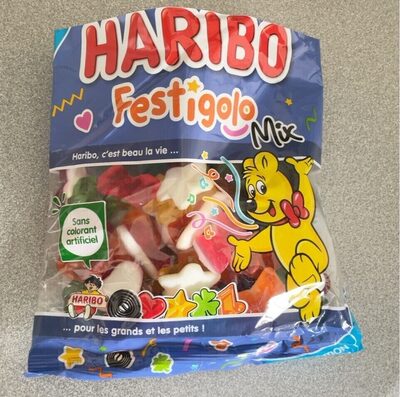 HARIBO
Festigolo
Mix
Haribo, c'est beau la vie ...
Sans
colorant
artificiel
HARIBO
... pour les grands et les petits !